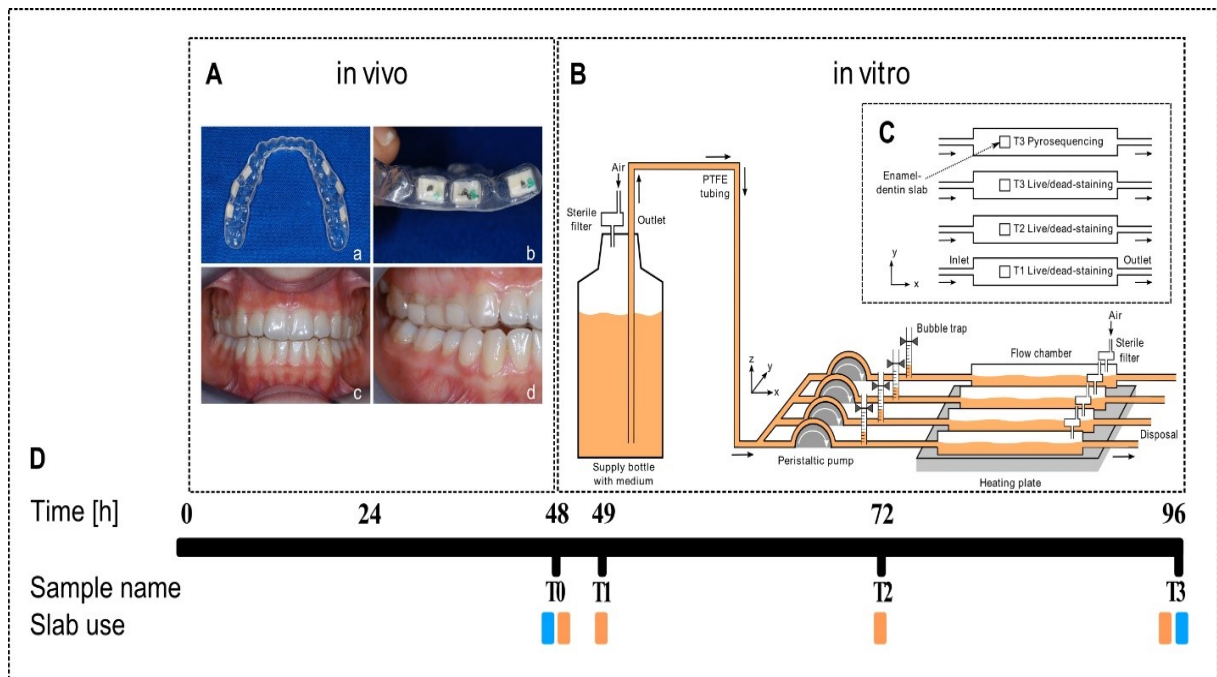 A
in vivo
a
b
c
d
B
in vitro
C
T3 Pyrosequencing
Enamel-
dentin slab
T3 Live/dead-staining
T2 Live/dead-staining
Inlet
T1 Live/dead-staining
Outlet
y
x
Air
Sterile
filter
Outlet
PTFE
tubing
Supply bottle
with medium
z
y
x
Bubble trap
Peristaltic pump
Flow chamber
Air
Sterile
filter
Disposal
Heating plate
D
Time [h]
0
24
48
49
72
96
Sample name
T0
T1
T2
T3
Slab use